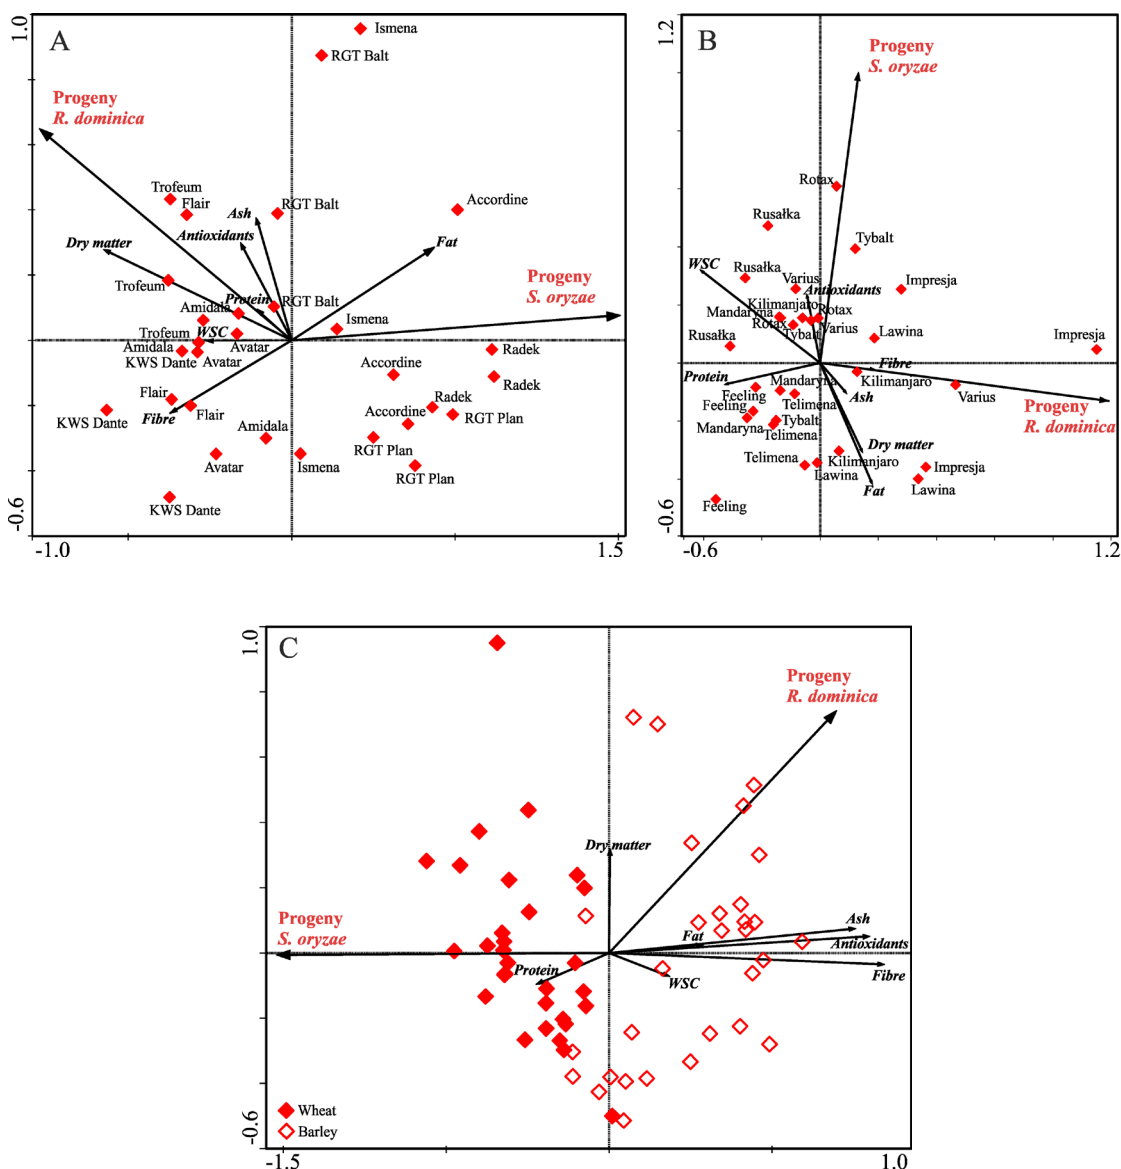 A
1.0
Ismena
RGT Balt
Progeny
R. dominica
Trofeum
Flair
RGT Balt
Accordine
Ash
Antioxidants
Fat
Dry matter
Progeny
S. oryzae
Trofeum
Protein
RGT Balt
Amidala
Ismena
Trofeum
WSC
Avatar
Amidala
KWS Dante
Avatar
Radek
Accordine
Radek
Flair
Fibre
Flair
KWS Dante
Radek
Accordine
RGT Plan
Amidala
RGT Plan
Avatar
Ismena
RGT Plan
KWS Dante
-0.6
-1.0
1.5
B
1.2
Progeny
S. oryzae
Rotax
Rusałka
Tybalt
WSC
Rusałka
Varius
Impresja
Antioxidants
Kilimanjaro
Mandaryna
Rotax
Rotax
Varius
Tybalt
Lawina
Rusałka
Impresja
Fibre
Protein
Mandaryna
Kilimanjaro
Feeling
Ash
Varius
Telimena
Progeny
R. dominica
Feeling
Mandaryna
Tybalt
Telimena
Dry matter
Telimena
Kilimanjaro
Lawina
Impresja
Fat
Lawina
Feeling
-0.6
-0.6
1.2
C
1.0
Progeny
R. dominica
Dry matter
Progeny
S. oryzae
Ash
Fat
Antioxidants
Protein
WSC
Fibre
Wheat
Barley
-0.6
-1.5
1.0